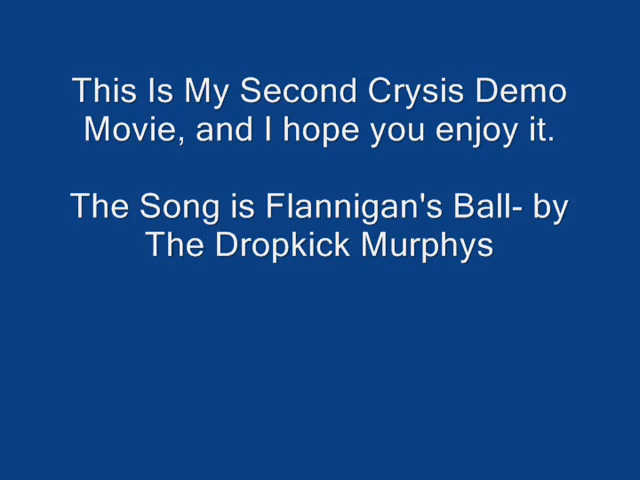 This Is My Second Crysis Demo
Movie, and I hope you enjoy it.
The Song is Flannigan's Ball- by
The Dropkick Murphys